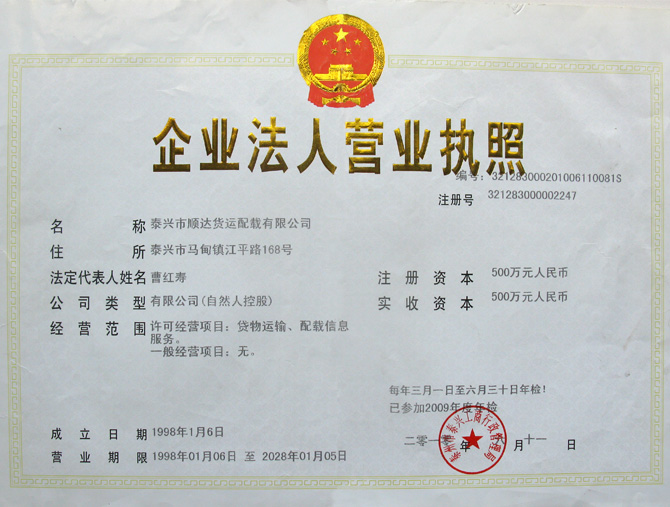 企业法人营业执照
编号：321283000201006110081S
注册号 321283000002247
名称 泰兴市顺达货运配载有限公司
住所 泰兴市马甸镇江平路168号
法定代表人姓名 曹红寿
注册资本 500万元人民币
公司类型 有限公司(自然人控股)
实收资本 500万元人民币
经营范围 许可经营项目：货物运输、配载信息
服务。
一般经营项目：无。
每年三月一日至六月三十日年检！
已参加2009年度年检
成立日期 1998年1月6日
二零一 年 月十一 日
营业期限 1998年01月06日 至 2028年01月05日